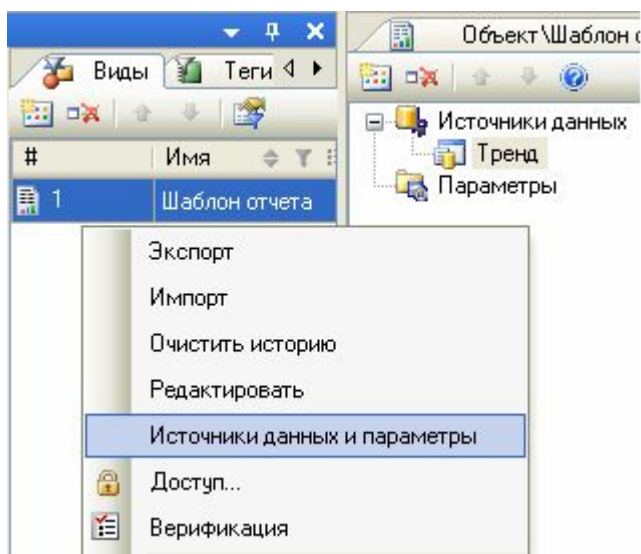 Виды Теги
Объект\Шаблон о
# Имя
1 Шаблон отчета
Источники данных
Тренд
Параметры
Экспорт
Импорт
Очистить историю
Редактировать
Источники данных и параметры
Доступ...
Верификация